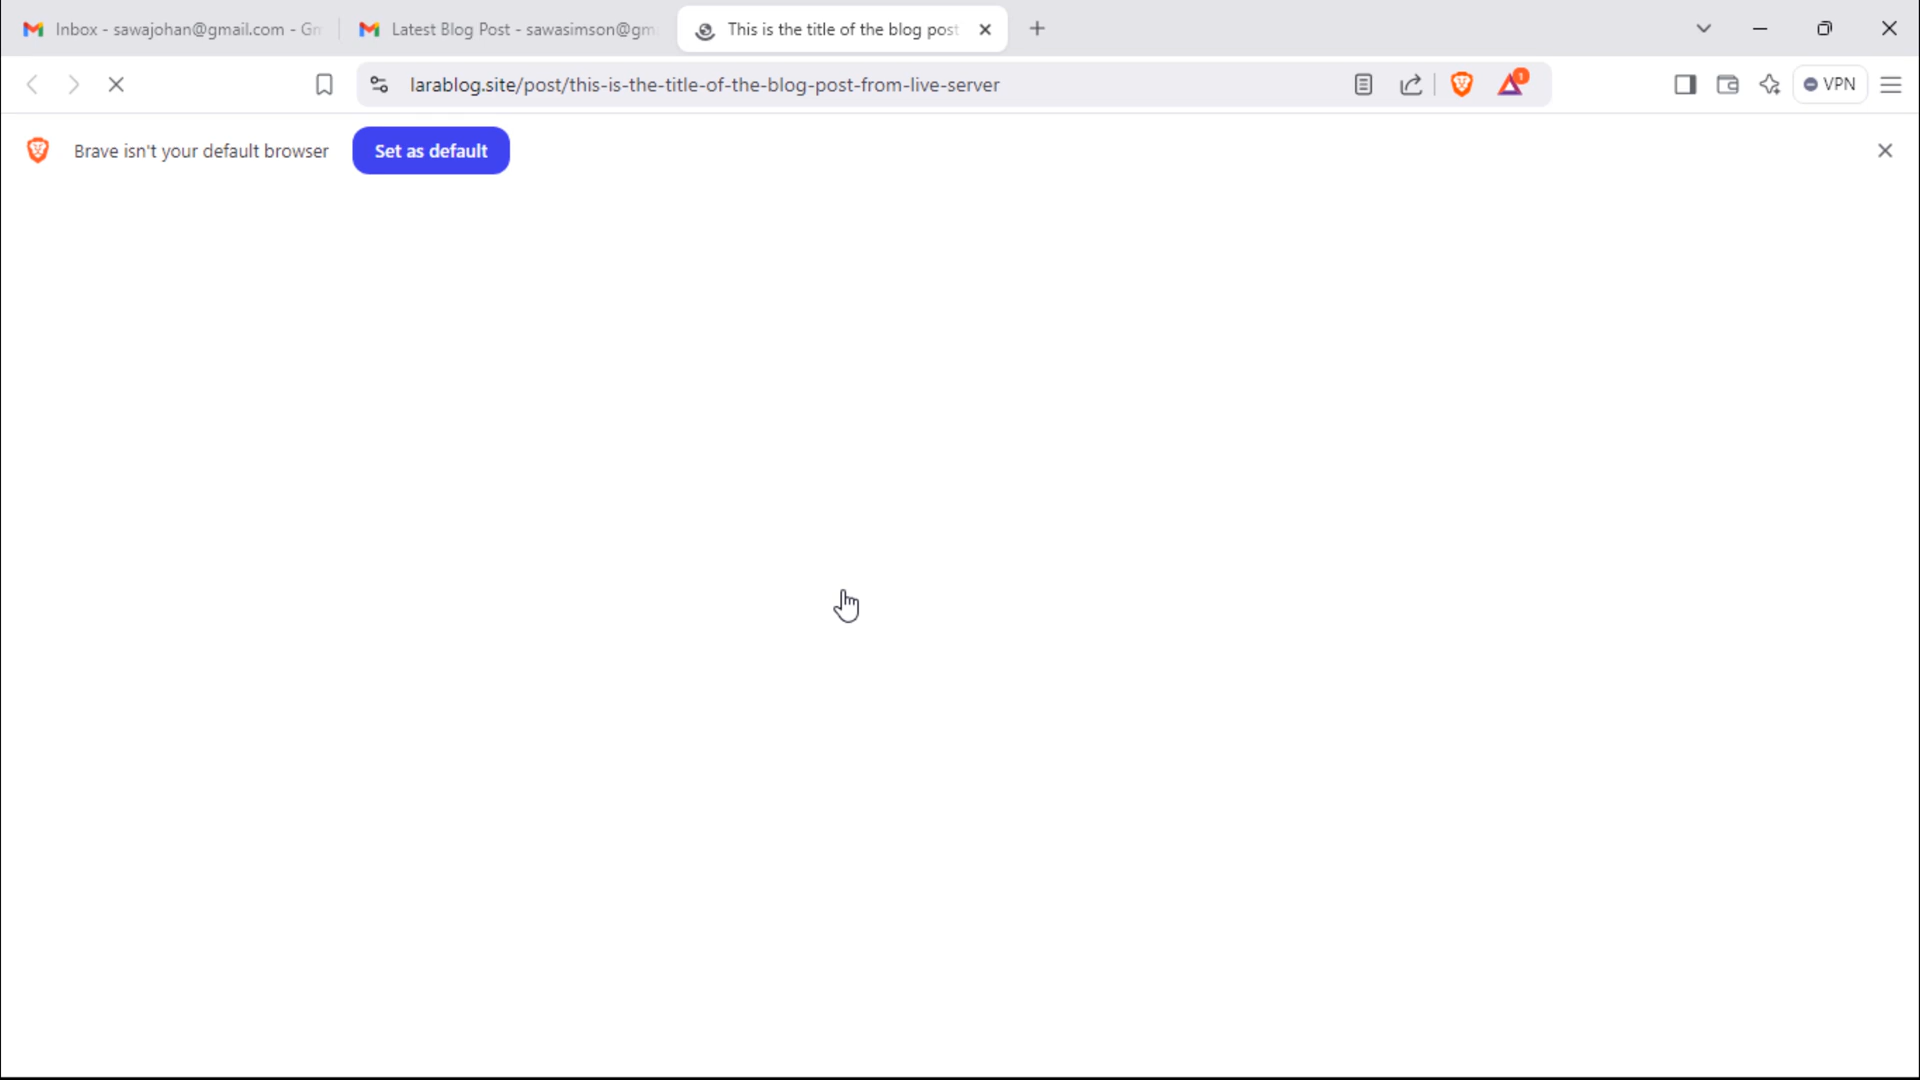 Inbox - sawajohan@gmail.com - Gm
Latest Blog Post - sawasimson@gm
This is the title of the blog post
larablog.site/post/this-is-the-title-of-the-blog-post-from-live-server
1
VPN
Brave isn't your default browser
Set as default